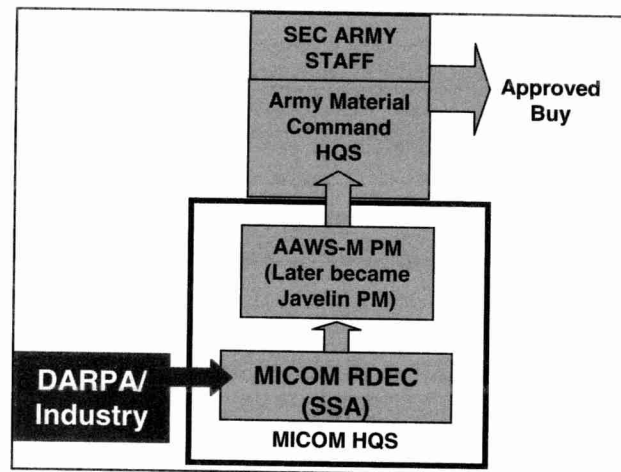 SEC ARMY
STAFF
Army Material
Command
HQS
Approved
Buy
AAWS-M PM
(Later became
Javelin PM)
DARPA/
Industry
MICOM RDEC
(SSA)
MICOM HQS